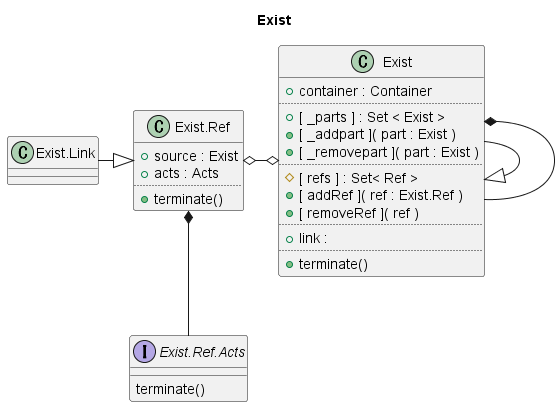 Exist
C Exist
container : Container
[ _parts ] : Set < Exist >
[ _addpart ]( part : Exist )
[ _removepart ]( part : Exist )
[ refs ] : Set< Ref >
[ addRef ]( ref : Exist.Ref )
[ removeRef ]( ref )
link :
terminate()
C Exist.Ref
source : Exist
acts : Acts
terminate()
C Exist.Link
I Exist.Ref.Acts
terminate()